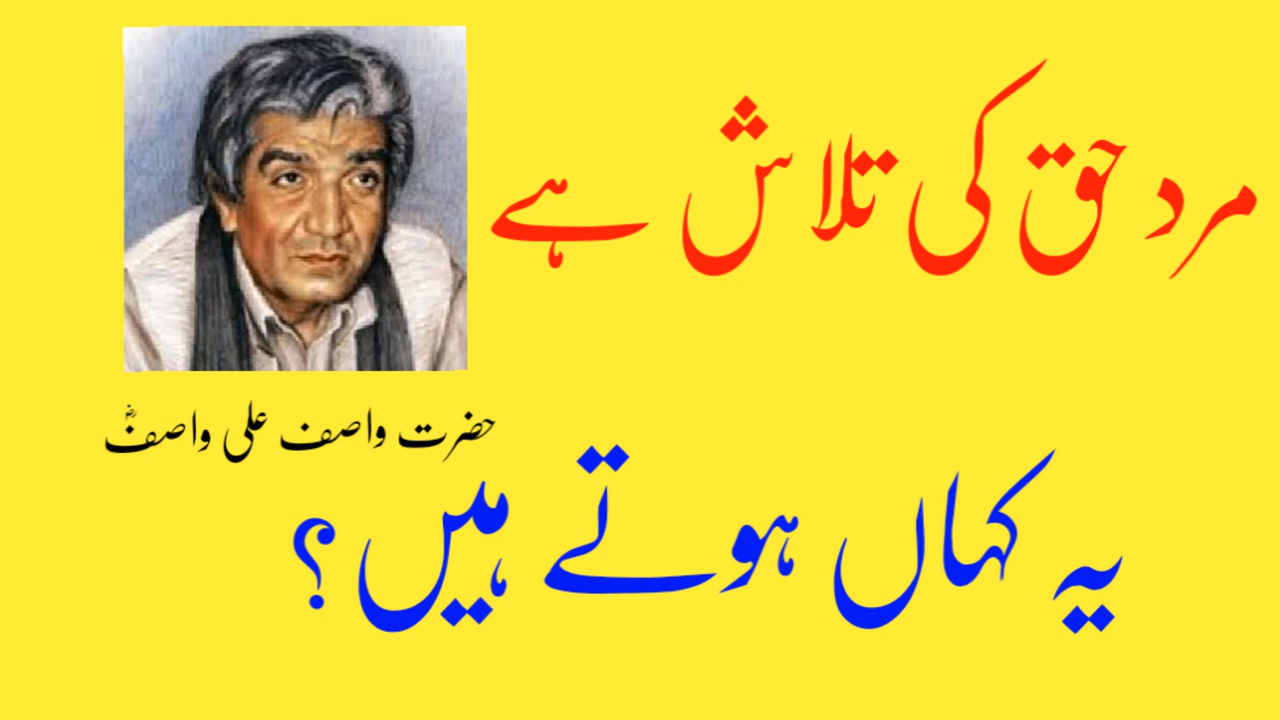 مرد حق کی تلاش ہے
حضرت واصف علی واصفؒ
یہ کہاں ہوتے ہیں؟